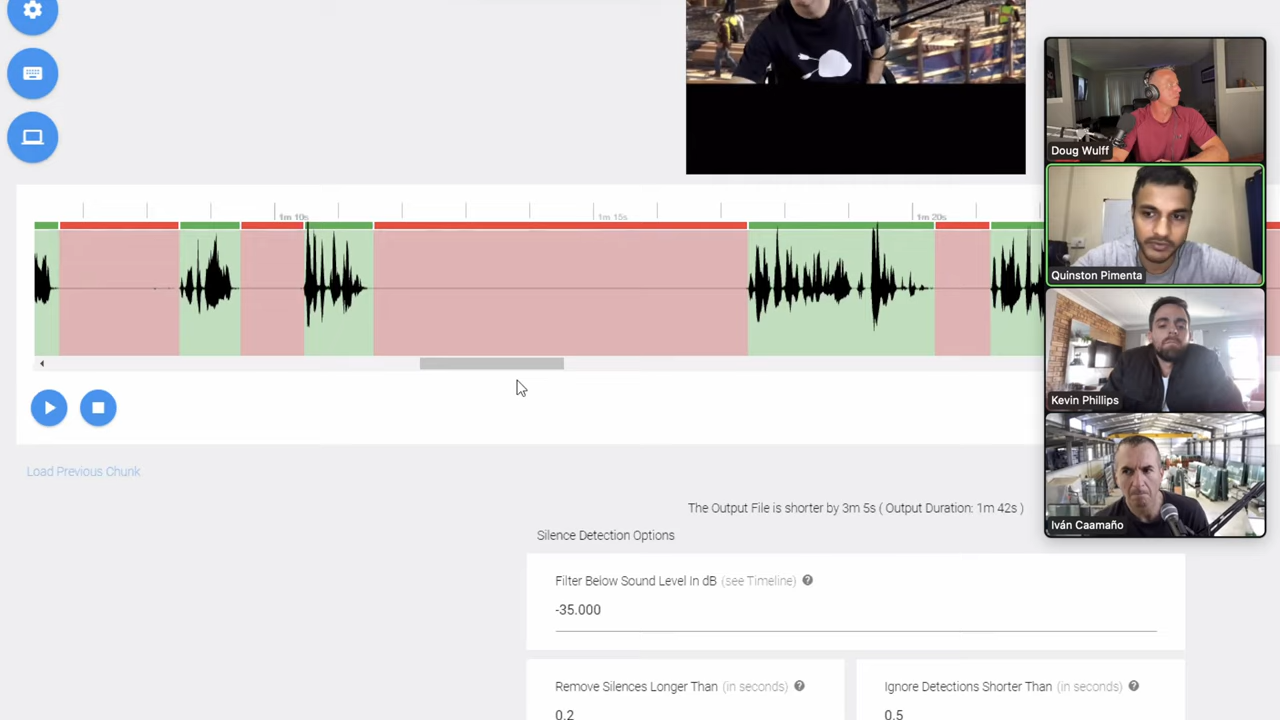 Doug Wulff
1m 10s
1m 15s
1m 20s
Quinston Pimenta
Kevin Phillips
Load Previous Chunk
The Output File is shorter by 3m 5s ( Output Duration: 1m 42s )
Iván Caamaño
Silence Detection Options
Filter Below Sound Level In dB (see Timeline)
-35.000
Remove Silences Longer Than (in seconds)
Ignore Detections Shorter Than (in seconds)
0.2
0.5